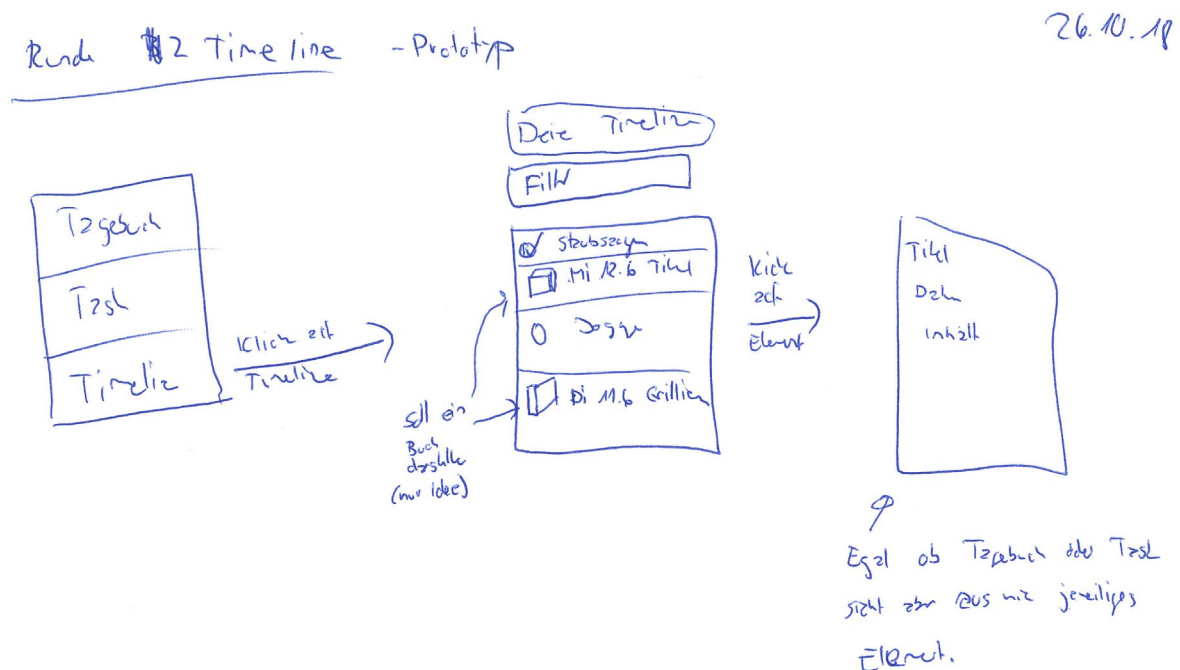 Runde 2 Timeline - Prototyp
26.10.18
Tagebuch
Task
Timeline
Klick auf
Timeline
Deine Timeline
Filter
Staubsaugen
Mi 12.6 Titel
Joggen
Di 11.6 Grillen
soll ein
Buch
darstellen
(nur idee)
Klick
auf
Element
Titel
Datum
Inhalt
Egal ob Tagebuch oder Task
sieht aber aus wie jeweiliges
Element.